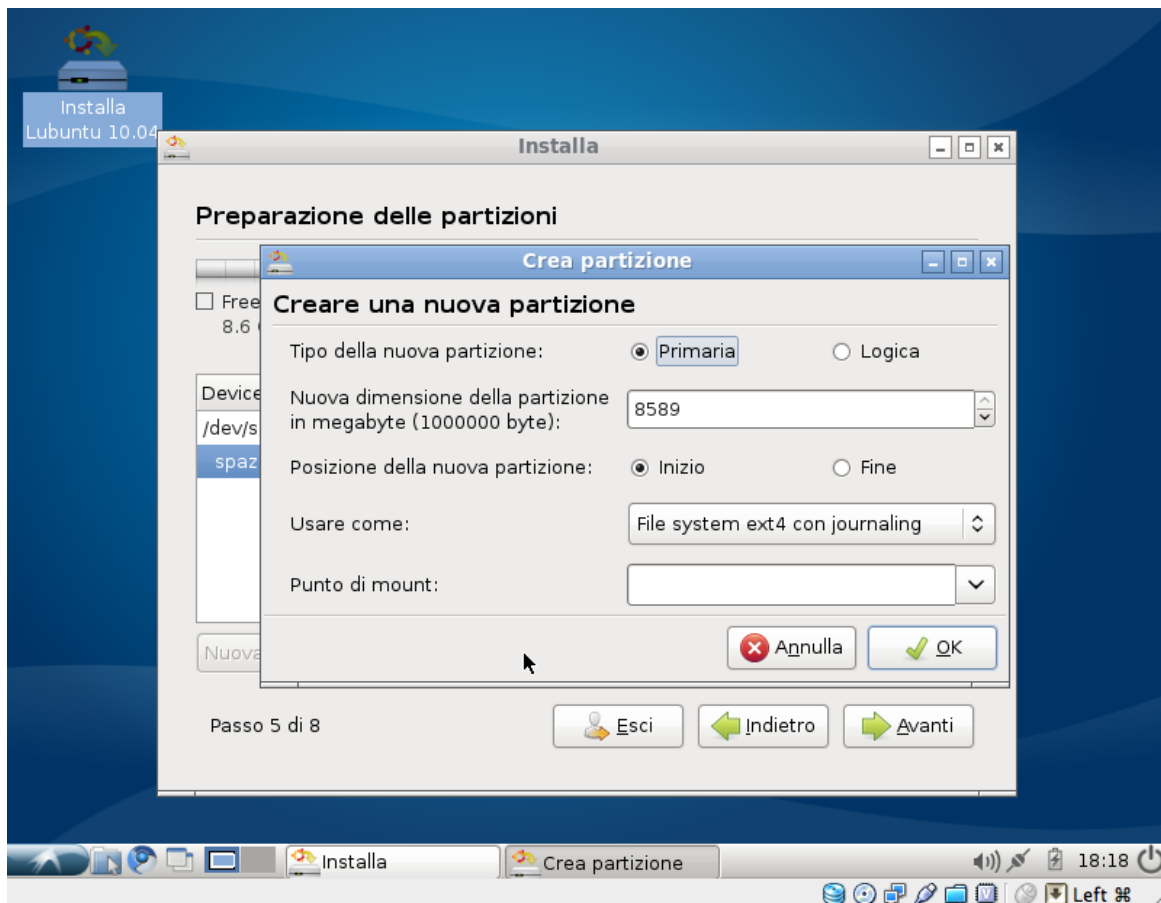 Installa
Lubuntu 10.04
Installa
Preparazione delle partizioni
Crea partizione
Free
8.6
Creare una nuova partizione
Tipo della nuova partizione:
Primaria
Logica
Device
Nuova dimensione della partizione
in megabyte (1000000 byte):
8589
/dev/s
spaz
Posizione della nuova partizione:
Inizio
Fine
Usare come:
File system ext4 con journaling
Punto di mount:
Nuova
Annulla
OK
Passo 5 di 8
Esci
Indietro
Avanti
Installa
Crea partizione
18:18
Left ⌘